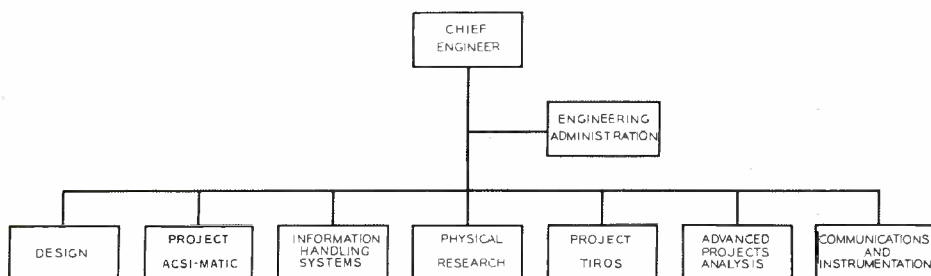 CHIEF
ENGINEER
ENGINEERING
ADMINISTRATION
DESIGN
PROJECT
ACSI-MATIC
INFORMATION
HANDLING
SYSTEMS
PHYSICAL
RESEARCH
PROJECT
TIROS
ADVANCED
PROJECTS
ANALYSIS
COMMUNICATIONS
AND
INSTRUMENTATION